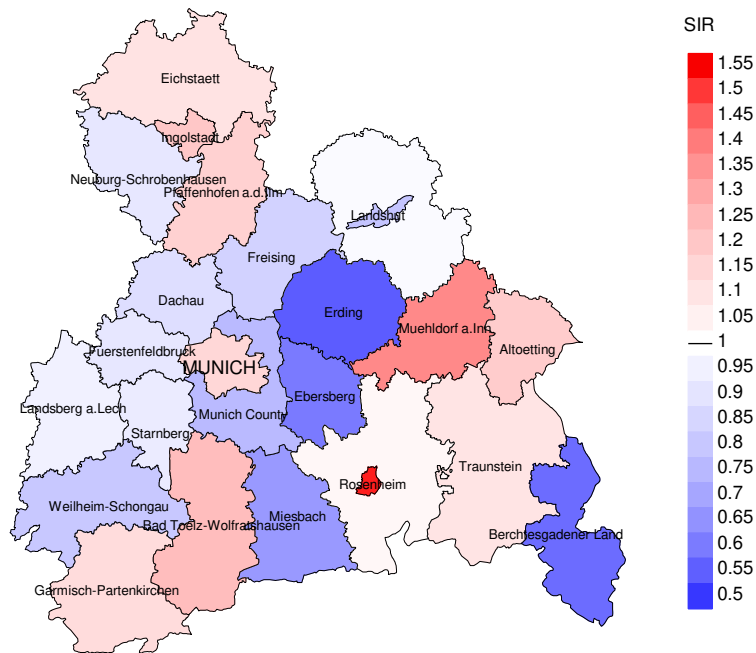 SIR
Eichstaett
Ingolstadt
Neuburg-Schrobenhausen
Pfaffenhofen a.d.Ilm
Landshut
Freising
Dachau
Erding
Muehldorf a.Inn
Altoetting
Fuerstenfeldbruck
MUNICH
Ebersberg
Landsberg a.Lech
Munich County
Starnberg
Traunstein
Rosenheim
Weilheim-Schongau
Miesbach
Bad Toelz-Wolfratshausen
Berchtesgadener Land
Garmisch-Partenkirchen
1.55
1.5
1.45
1.4
1.35
1.3
1.25
1.2
1.15
1.1
1.05
1
0.95
0.9
0.85
0.8
0.75
0.7
0.65
0.6
0.55
0.5